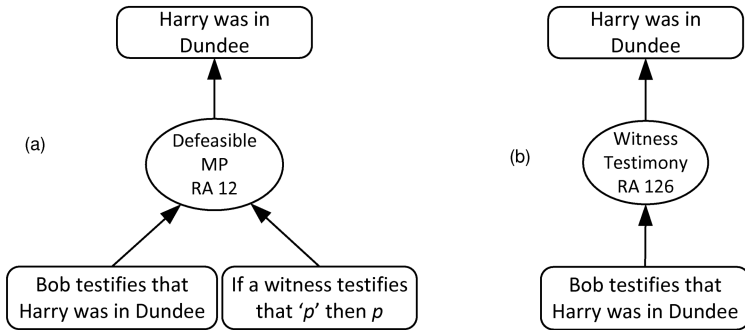 Harry was in
Dundee
(a)
Defeasible
MP
RA 12
Bob testifies that
Harry was in Dundee
If a witness testifies
that ‘p’ then p
Harry was in
Dundee
(b)
Witness
Testimony
RA 126
Bob testifies that
Harry was in Dundee